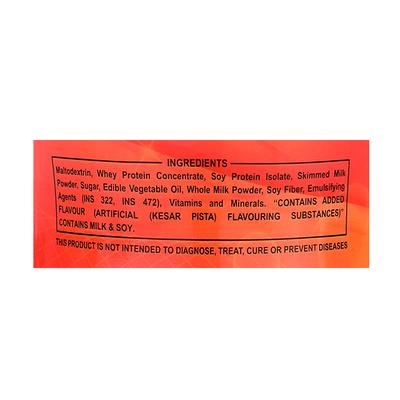 INGREDIENTS
Maltodextrin, Whey Protein Concentrate, Soy Protein Isolate, Skimmed Milk
Powder, Sugar, Edible Vegetable Oil, Whole Milk Powder, Soy Fiber, Emulsifying
Agents (INS 322, INS 472), Vitamins and Minerals. "CONTAINS ADDED
FLAVOUR (ARTIFICIAL (KESAR PISTA) FLAVOURING SUBSTANCES)"
CONTAINS MILK & SOY.
THIS PRODUCT IS NOT INTENDED TO DIAGNOSE, TREAT, CURE OR PREVENT DISEASES